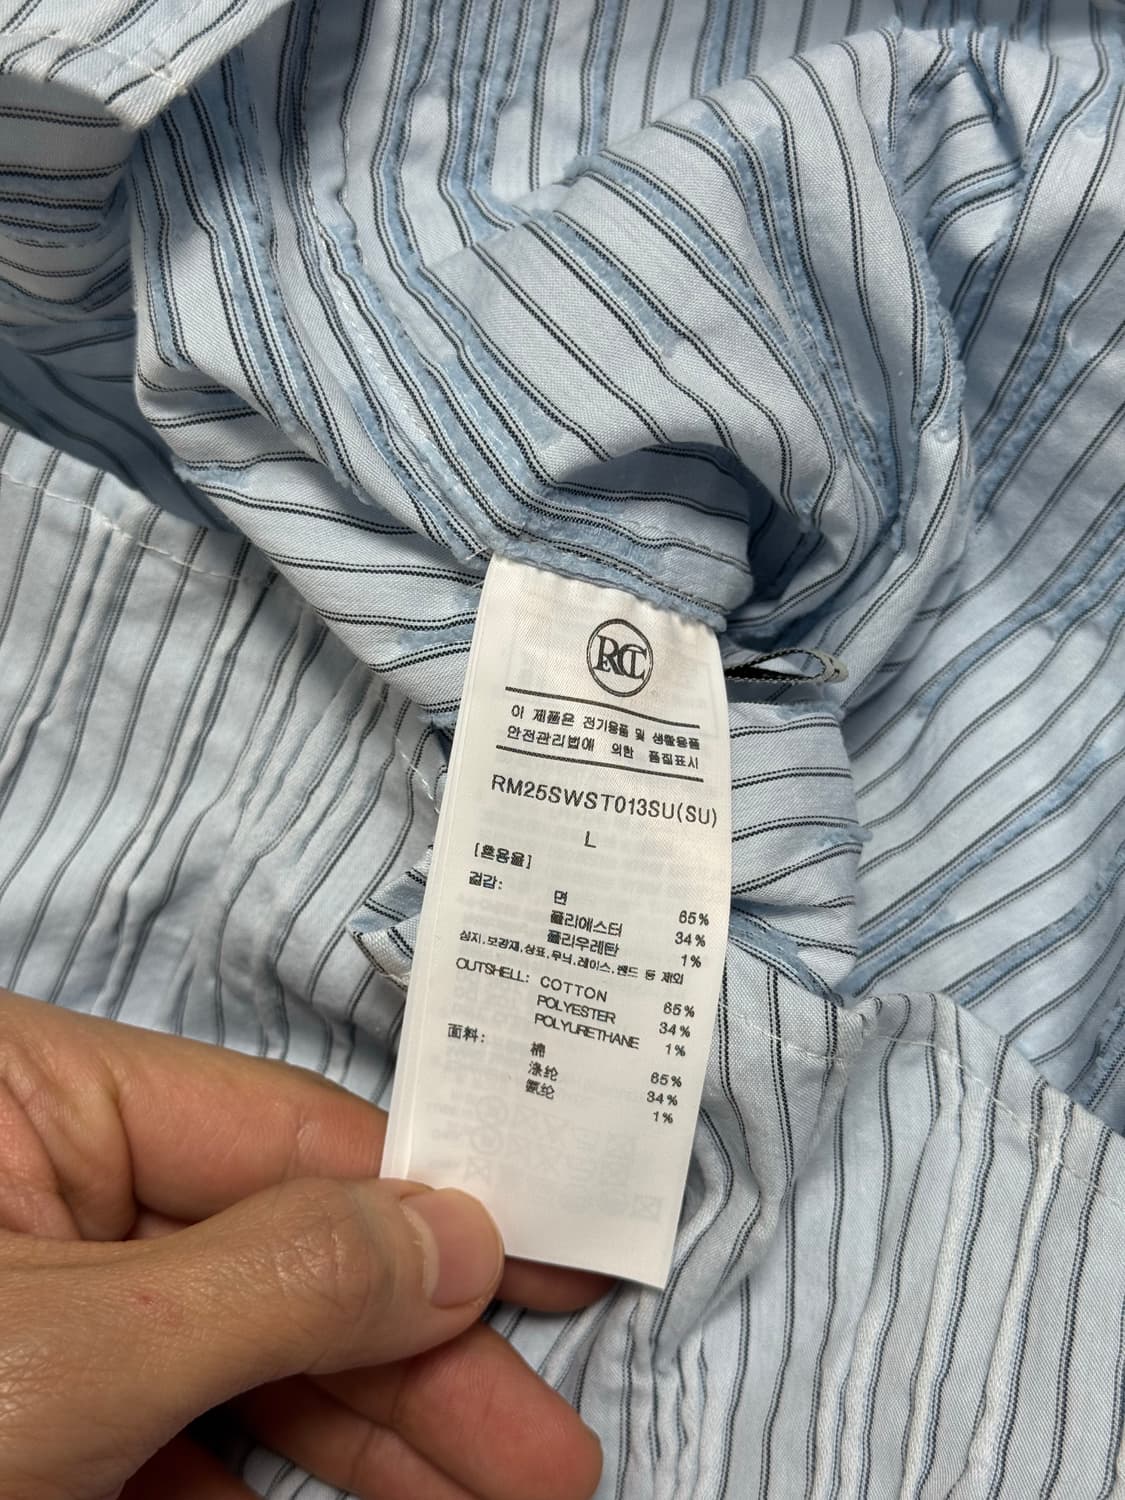 RCT
이 제품은 전기용품 및 생활용품
안전관리법에 의한 품질표시
RM25SWST013SU(SU)
L
[혼용율]
겉감: 면 65%
폴리에스터 34%
폴리우레탄 1%
심지,보강재,상표,무늬,레이스,밴드 등 제외
OUTSHELL: COTTON 65%
POLYESTER 34%
POLYURETHANE 1%
面料: 棉 65%
涤纶 34%
氨纶 1%